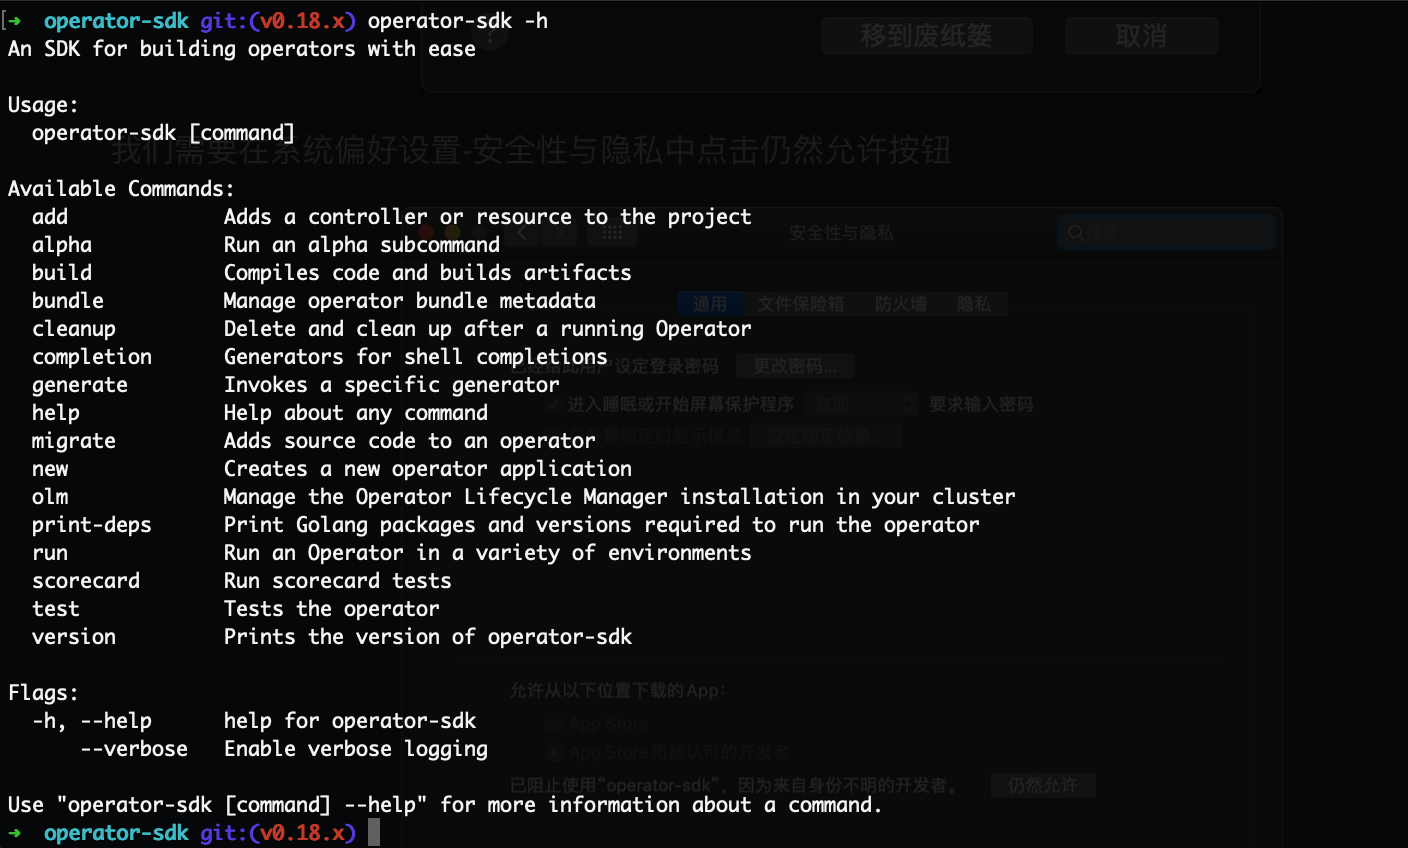 ➜  operator-sdk git:(v0.18.x) operator-sdk -h
An SDK for building operators with ease
Usage:
  operator-sdk [command]
Available Commands:
  add             Adds a controller or resource to the project
  alpha           Run an alpha subcommand
  build           Compiles code and builds artifacts
  bundle          Manage operator bundle metadata
  cleanup         Delete and clean up after a running Operator
  completion      Generators for shell completions
  generate        Invokes a specific generator
  help            Help about any command
  migrate         Adds source code to an operator
  new             Creates a new operator application
  olm             Manage the Operator Lifecycle Manager installation in your cluster
  print-deps      Print Golang packages and versions required to run the operator
  run             Run an Operator in a variety of environments
  scorecard       Run scorecard tests
  test            Tests the operator
  version         Prints the version of operator-sdk
Flags:
  -h, --help      help for operator-sdk
      --verbose   Enable verbose logging
Use "operator-sdk [command] --help" for more information about a command.
➜  operator-sdk git:(v0.18.x)
移到废纸篓 取消
我们需要在系统偏好设置-安全性与隐私中点击仍然允许按钮
安全性与隐私 搜索
通用 文件保险箱 防火墙 隐私
已经给此用户设定登录密码 更改密码...
进入睡眠或开始屏幕保护程序 立即 要求输入密码
屏幕锁定时显示信息 设定锁定信息...
允许从以下位置下载的App:
App Store
App Store和被认可的开发者
已阻止使用“operator-sdk”，因为来自身份不明的开发者。 仍然允许